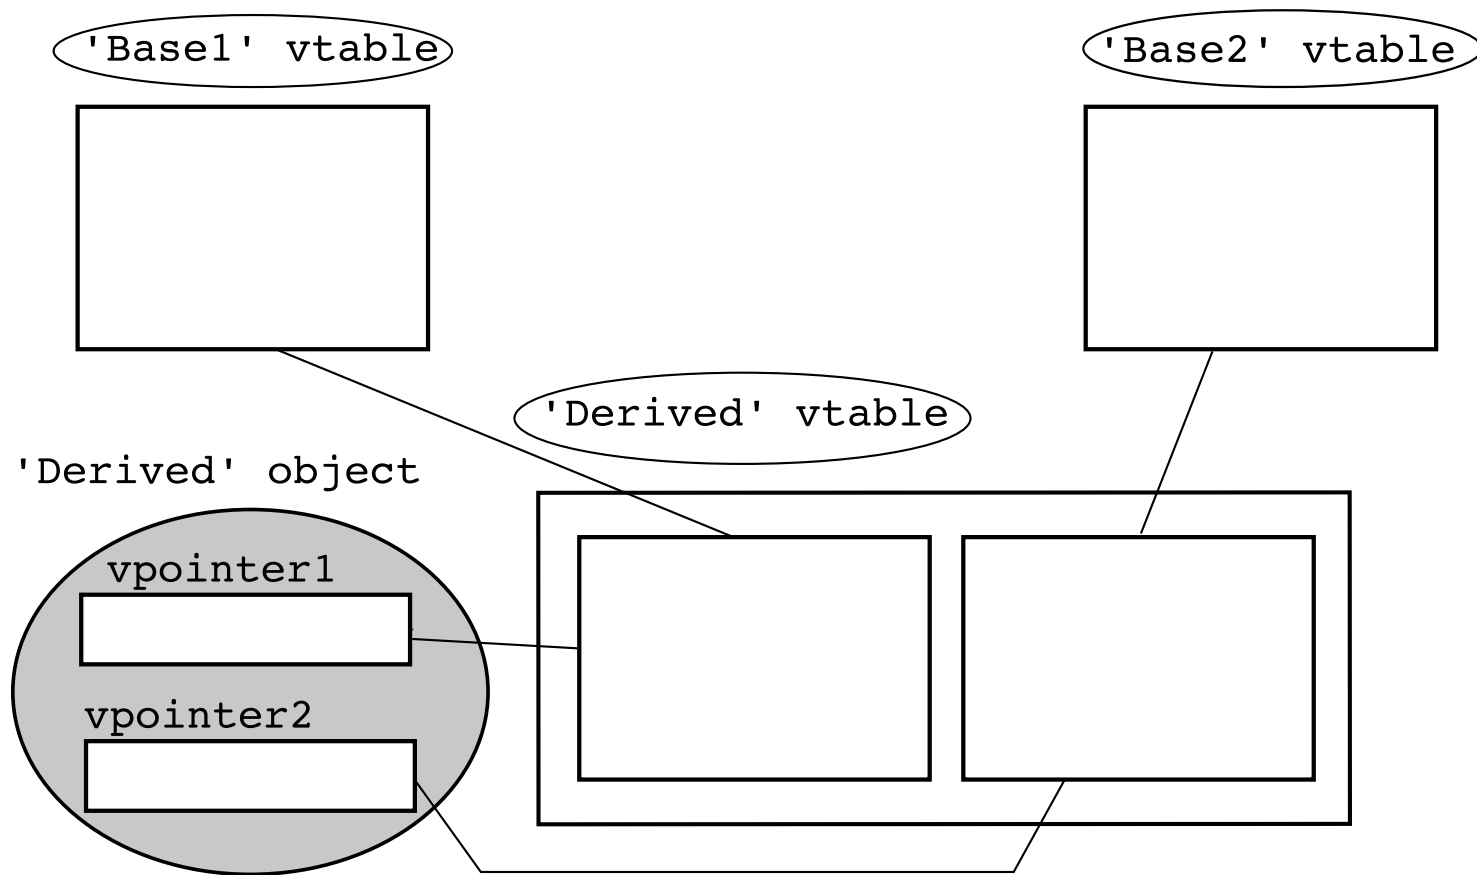 'Base1' vtable
'Base2' vtable
'Derived' vtable
'Derived' object
vpointer1
vpointer2